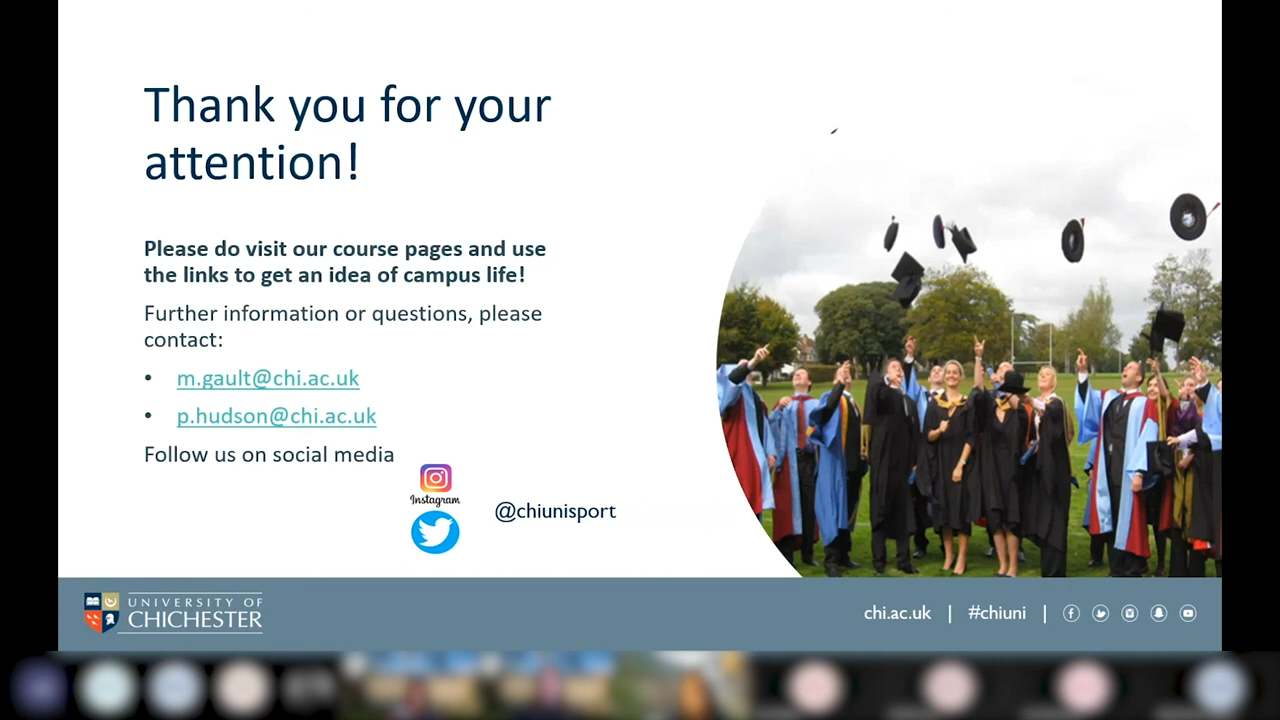 Thank you for your
attention!
Please do visit our course pages and use
the links to get an idea of campus life!
Further information or questions, please
contact:
• m.gault@chi.ac.uk
• p.hudson@chi.ac.uk
Follow us on social media
Instagram
@chiunisport
UNIVERSITY OF
CHICHESTER
chi.ac.uk | #chiuni |